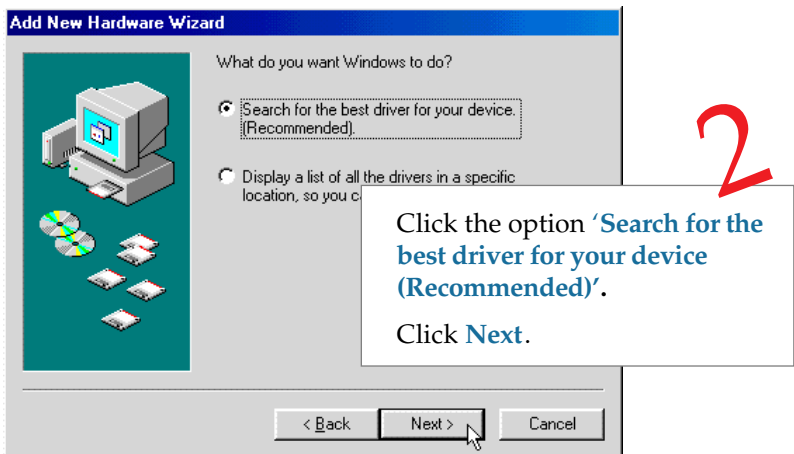 Add New Hardware Wizard
What do you want Windows to do?
Search for the best driver for your device.
(Recommended).
Display a list of all the drivers in a specific
location, so you
2
Click the option ‘Search for the
best driver for your device
(Recommended)’.
Click Next.
< Back
Next >
Cancel